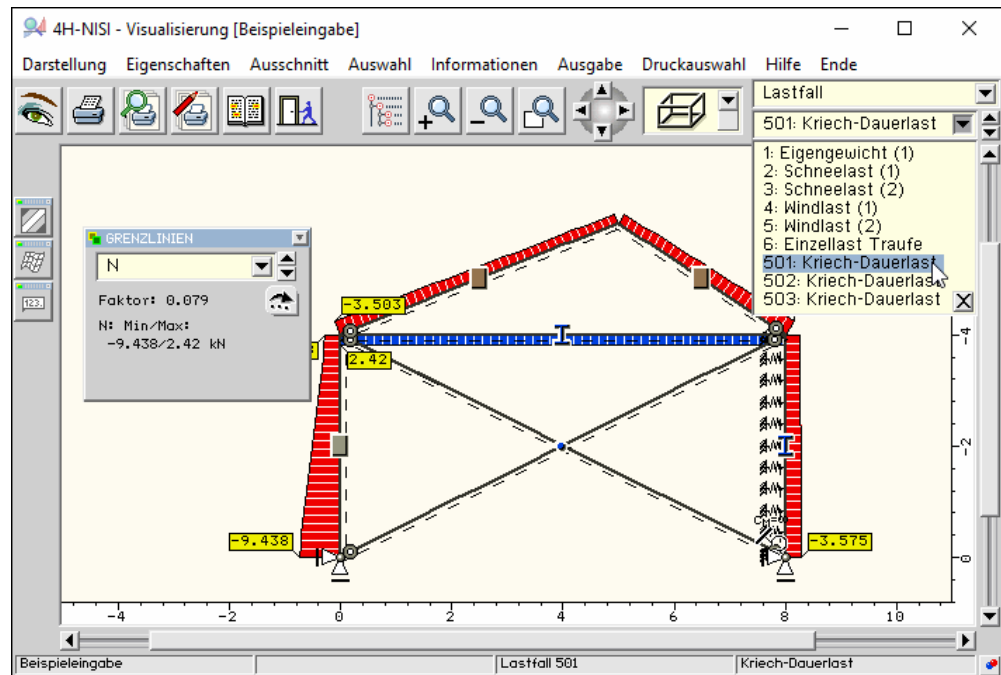 4H-NISI - Visualisierung [Beispieleingabe]
Darstellung Eigenschaften Ausschnitt Auswahl Informationen Ausgabe Druckauswahl Hilfe Ende
Lastfall
501: Kriech-Dauerlast
1: Eigengewicht (1)
2: Schneelast (1)
3: Schneelast (2)
4: Windlast (1)
5: Windlast (2)
6: Einzellast Traufe
501: Kriech-Dauerlast
502: Kriech-Dauerlast
503: Kriech-Dauerlast
GRENZLINIEN
N
Faktor: 0.079
N: Min/Max:
-9.438/2.42 kN
123.
-3.503
2.42
-9.438
-3.575
-4
-2
0
-4 -2 0 2 4 6 8 10
Beispieleingabe Lastfall 501 Kriech-Dauerlast